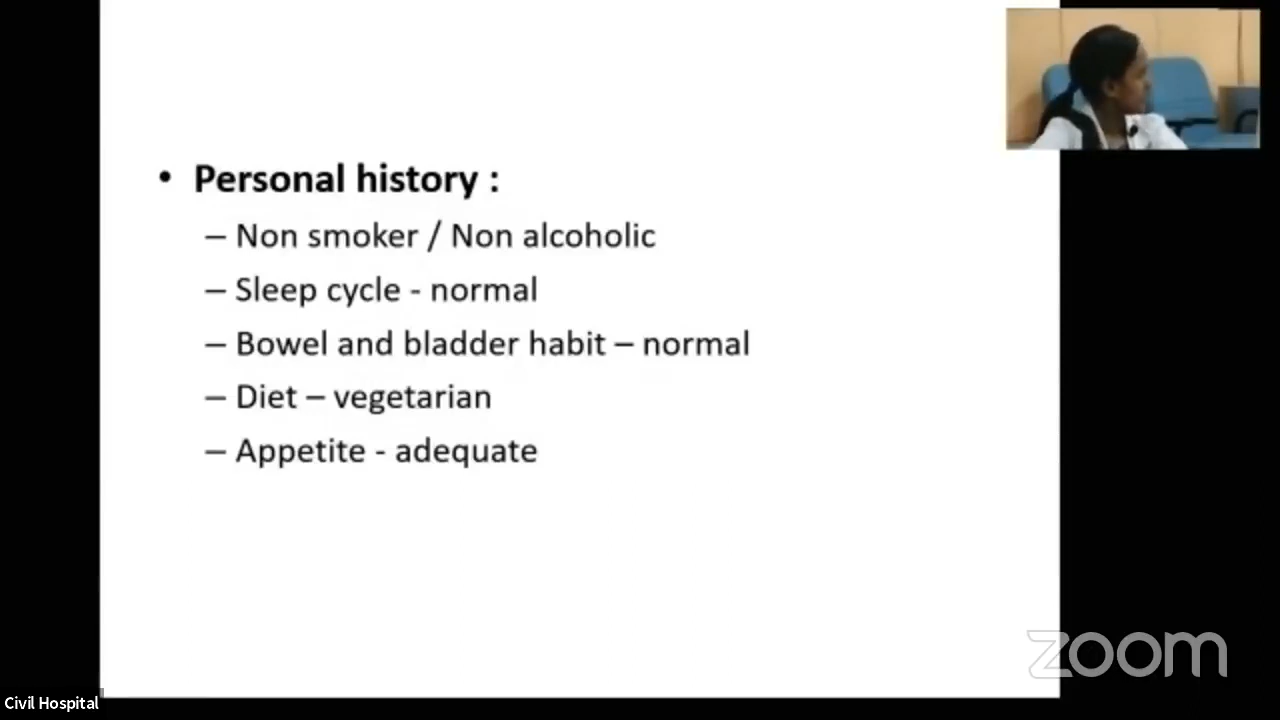 • Personal history :
– Non smoker / Non alcoholic
– Sleep cycle - normal
– Bowel and bladder habit – normal
– Diet – vegetarian
– Appetite - adequate
zoom
Civil Hospital